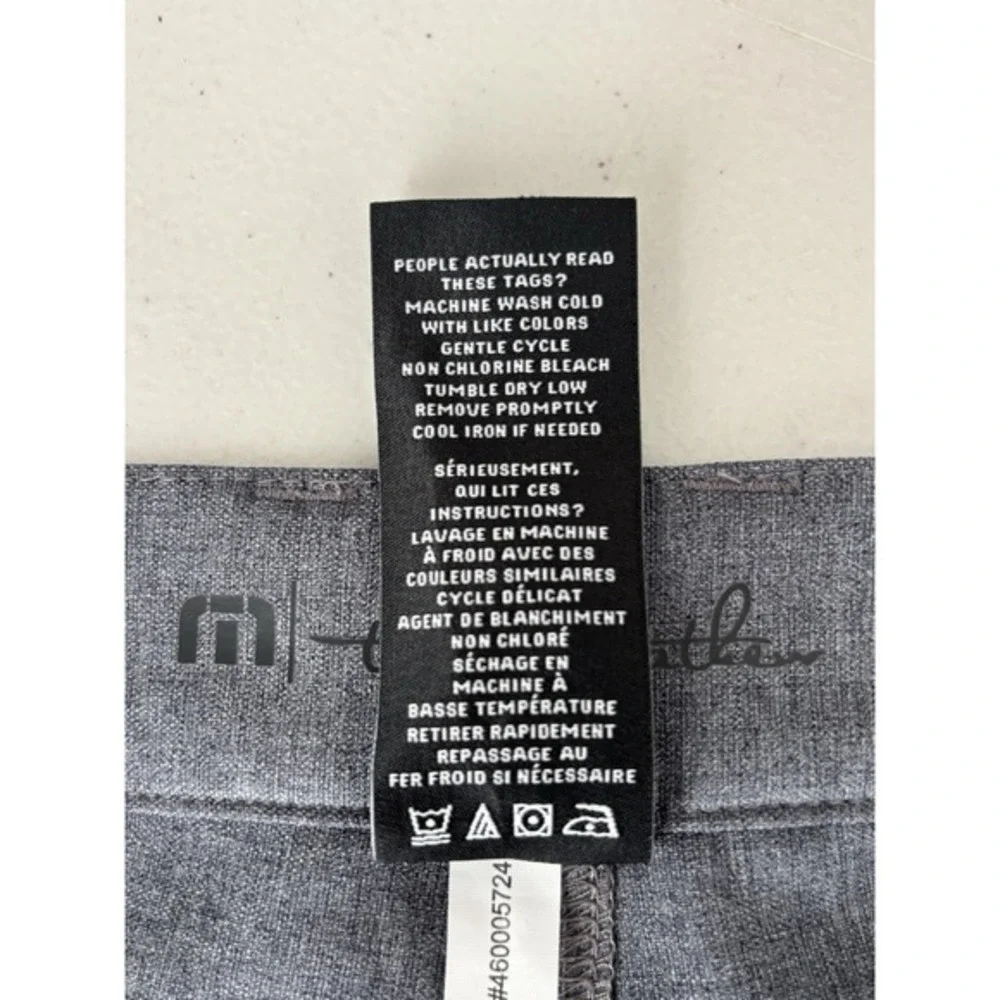 PEOPLE ACTUALLY READ
THESE TAGS?
MACHINE WASH COLD
WITH LIKE COLORS
GENTLE CYCLE
NON CHLORINE BLEACH
TUMBLE DRY LOW
REMOVE PROMPTLY
COOL IRON IF NEEDED
SÉRIEUSEMENT,
QUI LIT CES
INSTRUCTIONS?
LAVAGE EN MACHINE
À FROID AVEC DES
COULEURS SIMILAIRES
CYCLE DÉLICAT
AGENT DE BLANCHIMENT
NON CHLORÉ
SÉCHAGE EN
MACHINE À
BASSE TEMPÉRATURE
RETIRER RAPIDEMENT
REPASSAGE AU
FER FROID SI NÉCESSAIRE
#460005724